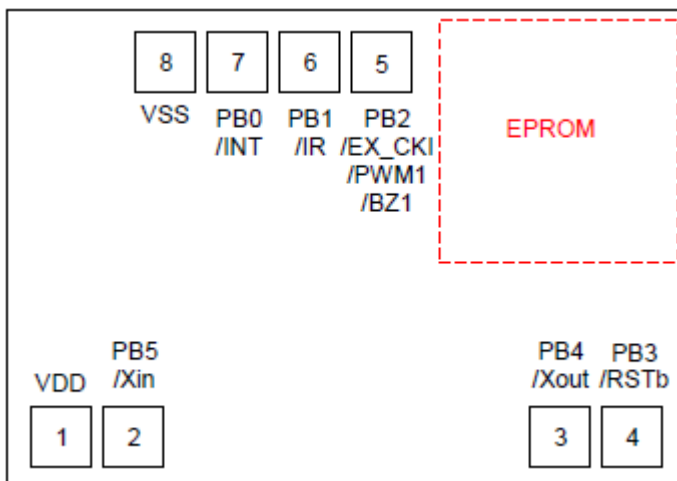 8 7 6 5
VSS PB0 PB1 PB2
/INT /IR /EX_CKI
/PWM1
/BZ1
EPROM
PB5 PB4 PB3
VDD /Xin /Xout /RSTb
1 2 3 4